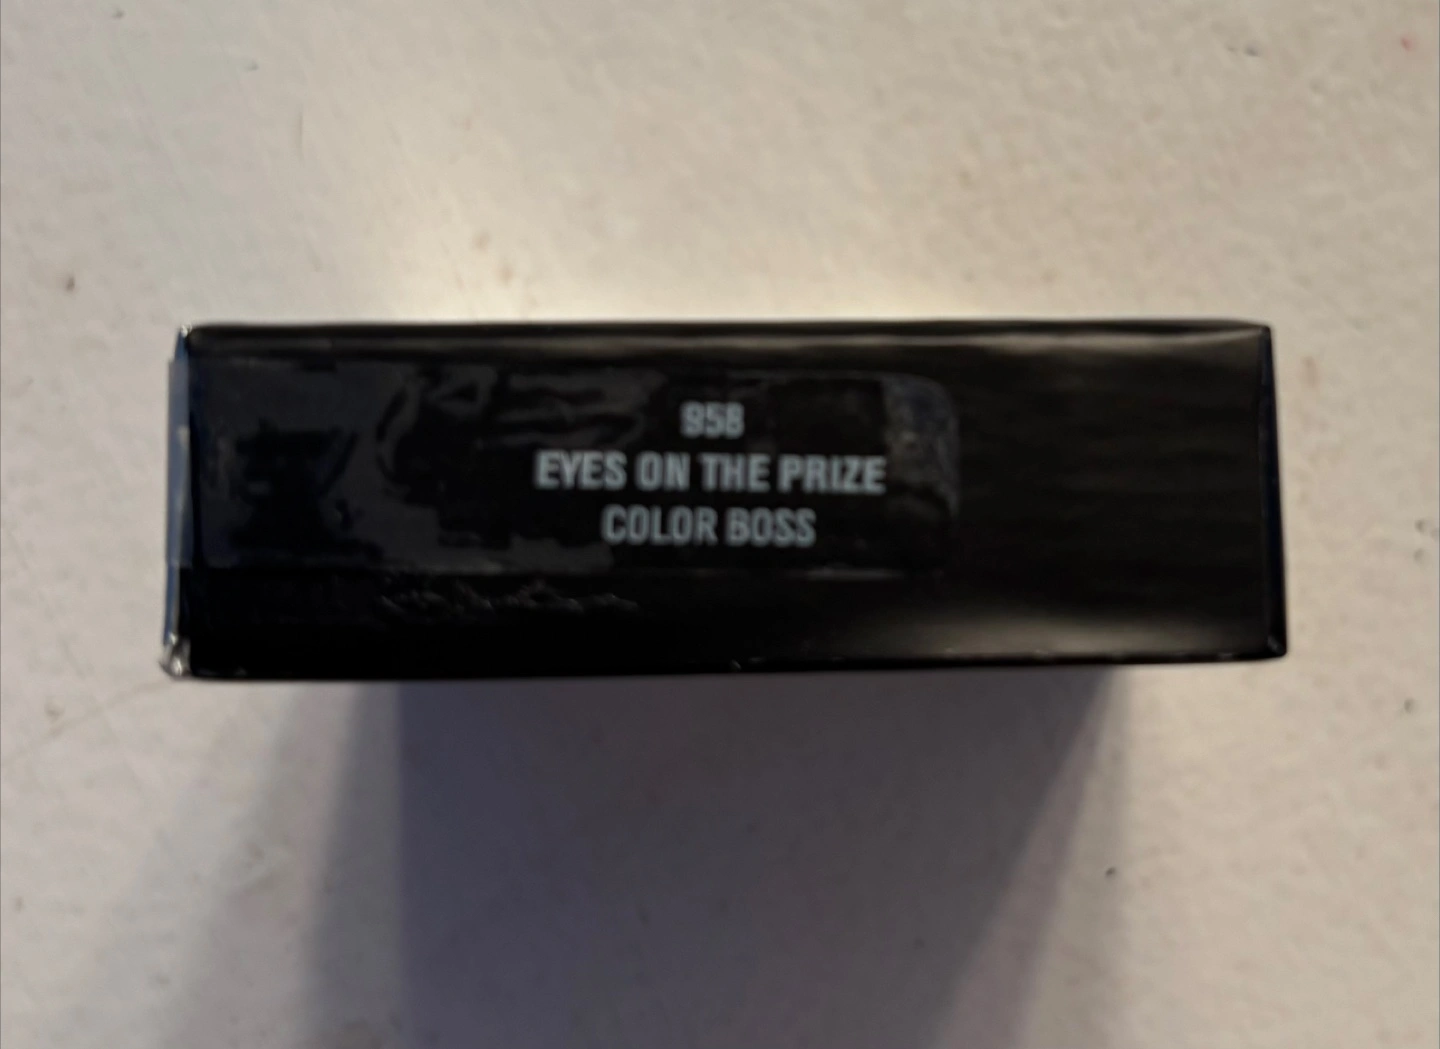 958
EYES ON THE PRIZE
COLOR BOSS